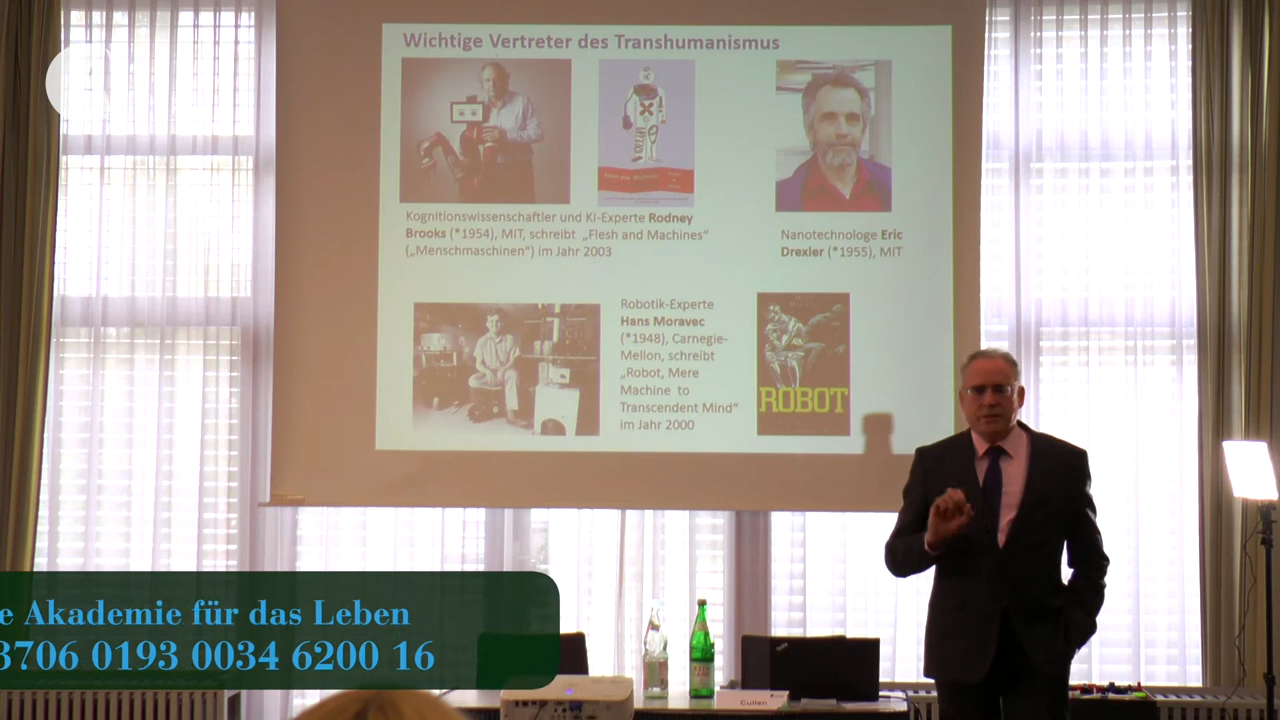 Wichtige Vertreter des Transhumanismus
Kognitionswissenschaftler und KI-Experte Rodney
Brooks (*1954), MIT, schreibt „Flesh and Machines“
(„Menschmaschinen“) im Jahr 2003
Nanotechnologe Eric
Drexler (*1955), MIT
Robotik-Experte
Hans Moravec
(*1948), Carnegie-
Mellon, schreibt
„Robot, Mere
Machine to
Transcendent Mind“
im Jahr 2000
ROBOT
e Akademie für das Leben
3706 0193 0034 6200 16
Cullen